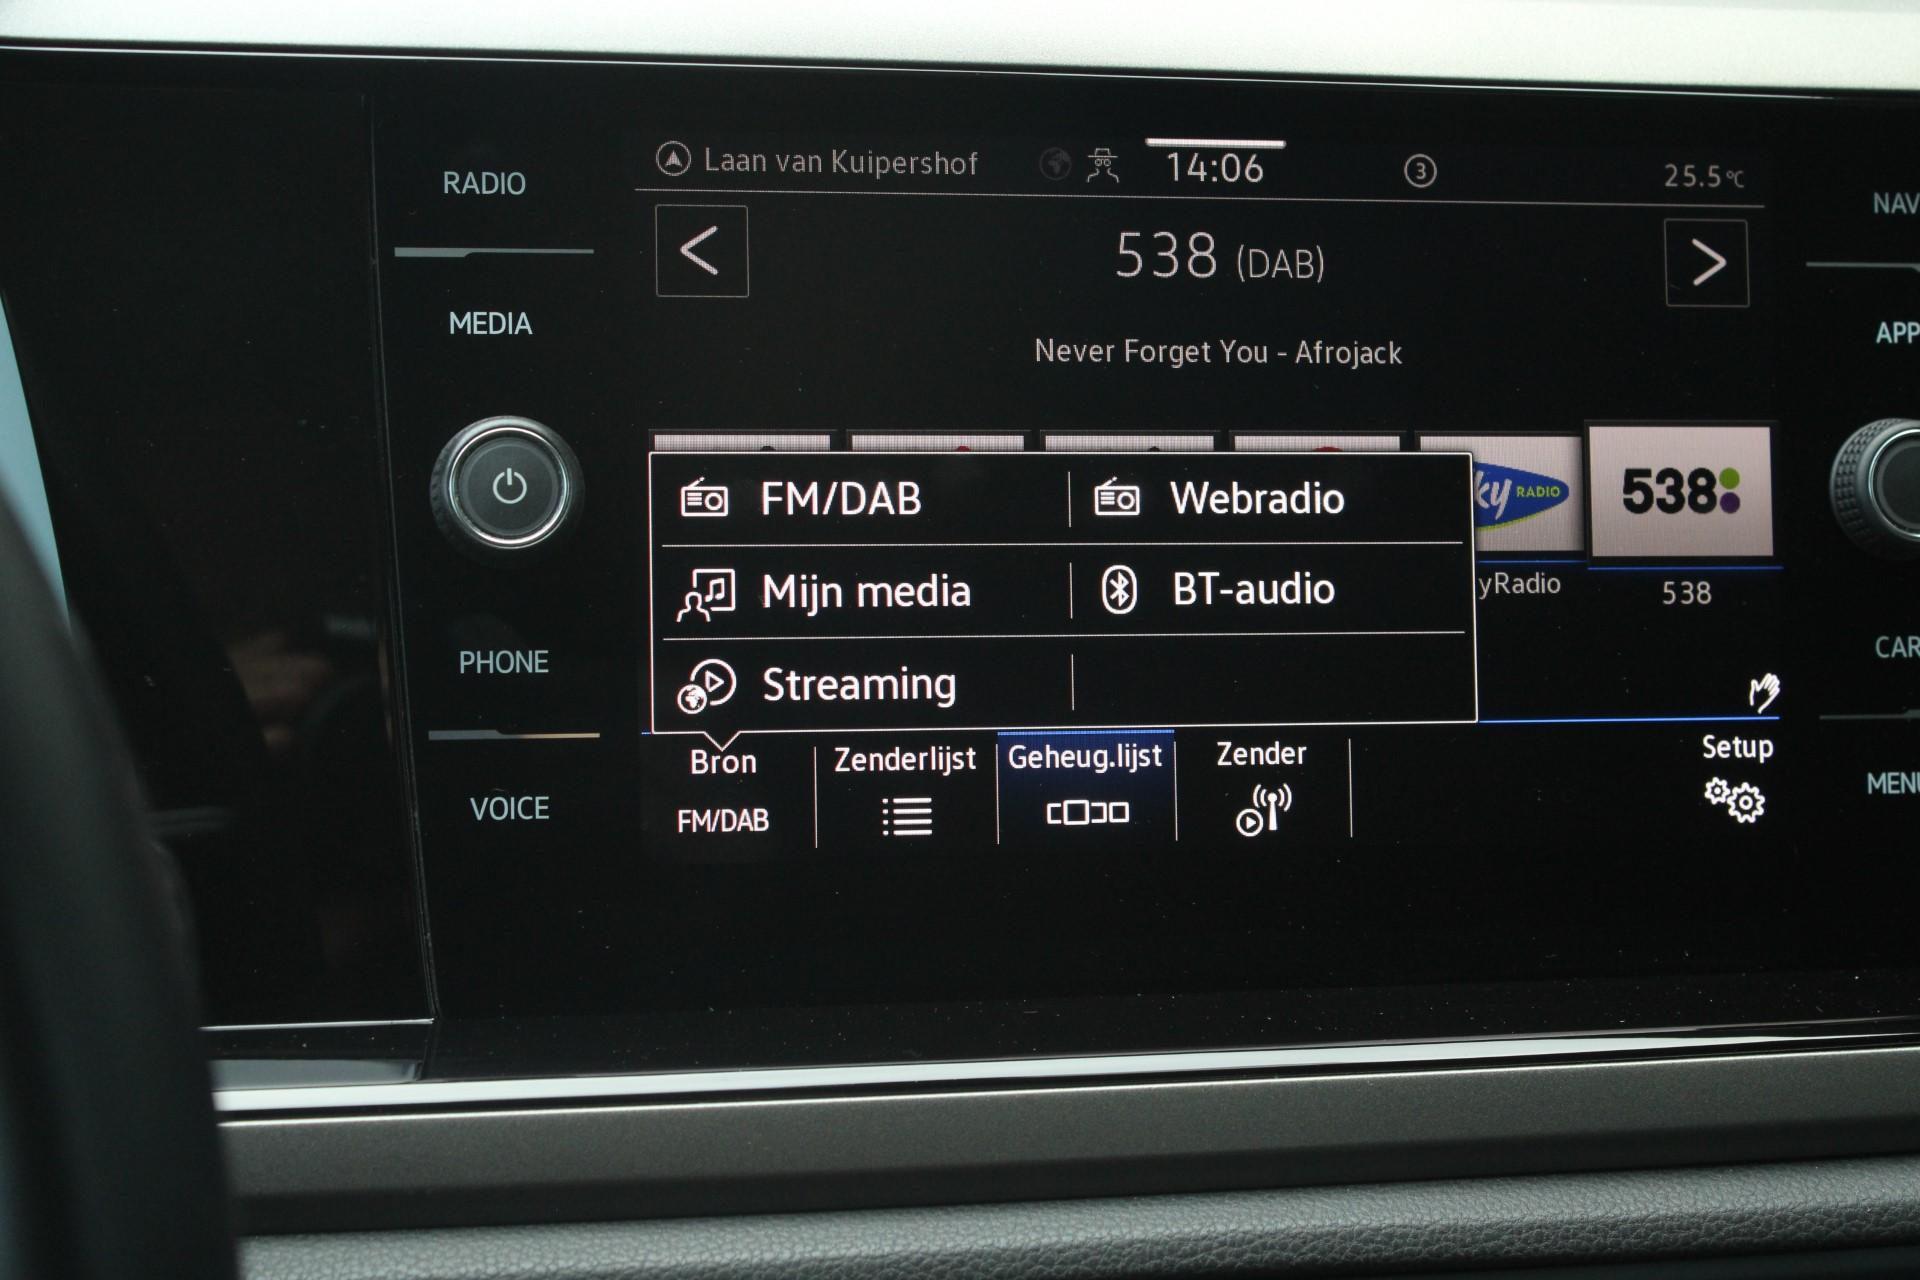 RADIO
MEDIA
PHONE
VOICE
Laan van Kuipershof
14:06
3
25.5°C
538 (DAB)
Never Forget You - Afrojack
FM/DAB
Webradio
Mijn media
BT-audio
Streaming
ky RADIO
538
yRadio
538
Bron
FM/DAB
Zenderlijst
Geheug.lijst
Zender
Setup
NAV
APP
CAR
MENU